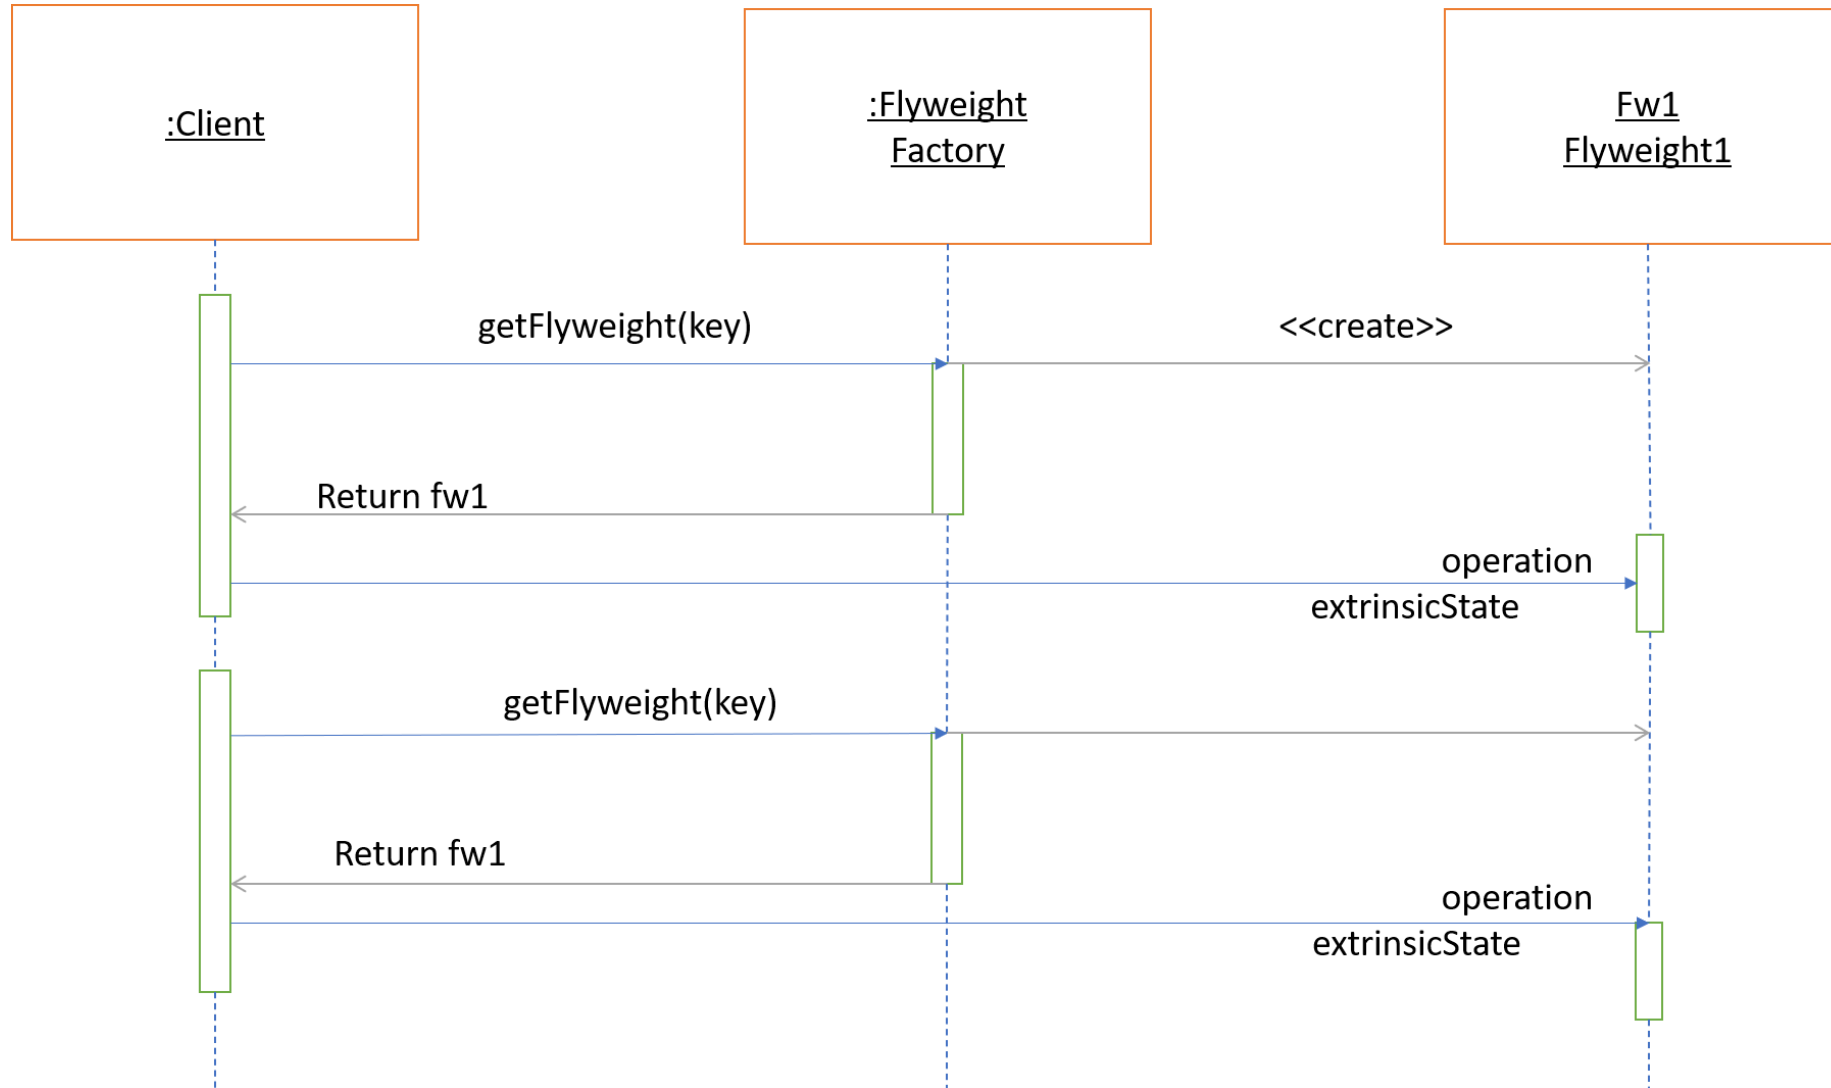 :Client
:Flyweight
Factory
Fw1
Flyweight1
getFlyweight(key)
<<create>>
Return fw1
operation
extrinsicState
getFlyweight(key)
Return fw1
operation
extrinsicState